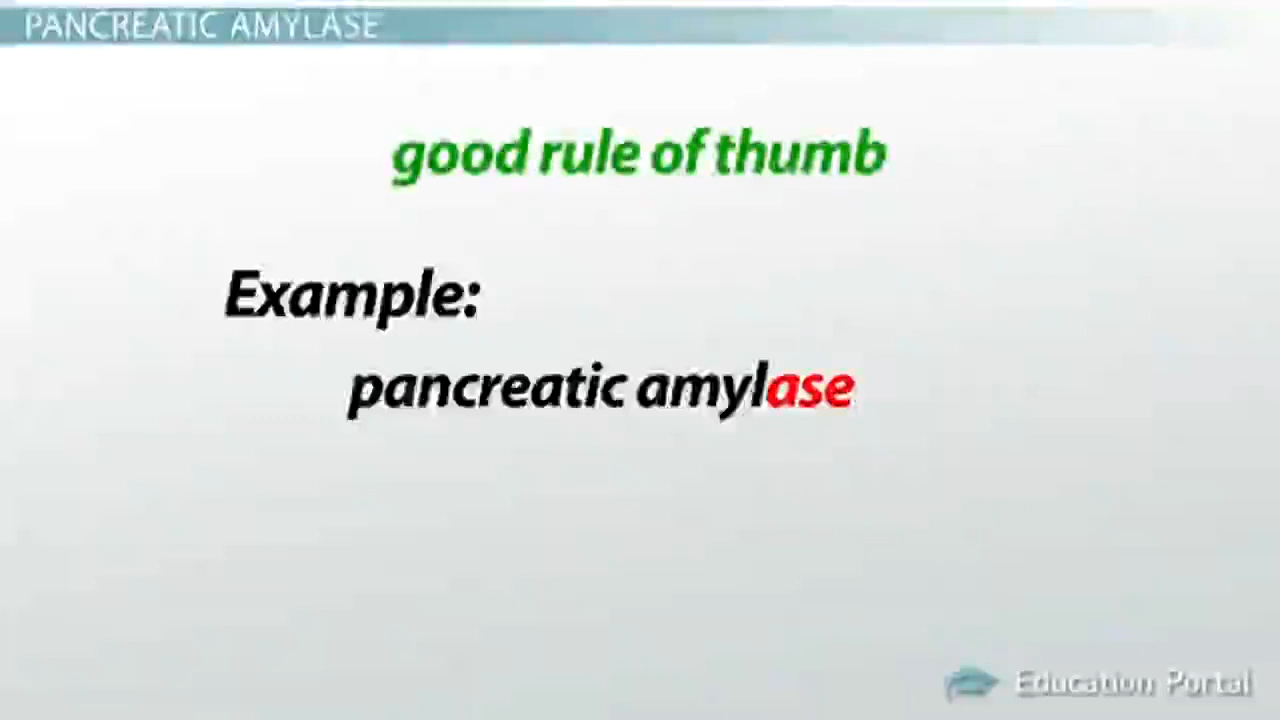 PANCREATIC AMYLASE
good rule of thumb
Example:
pancreatic amylase
Education Portal